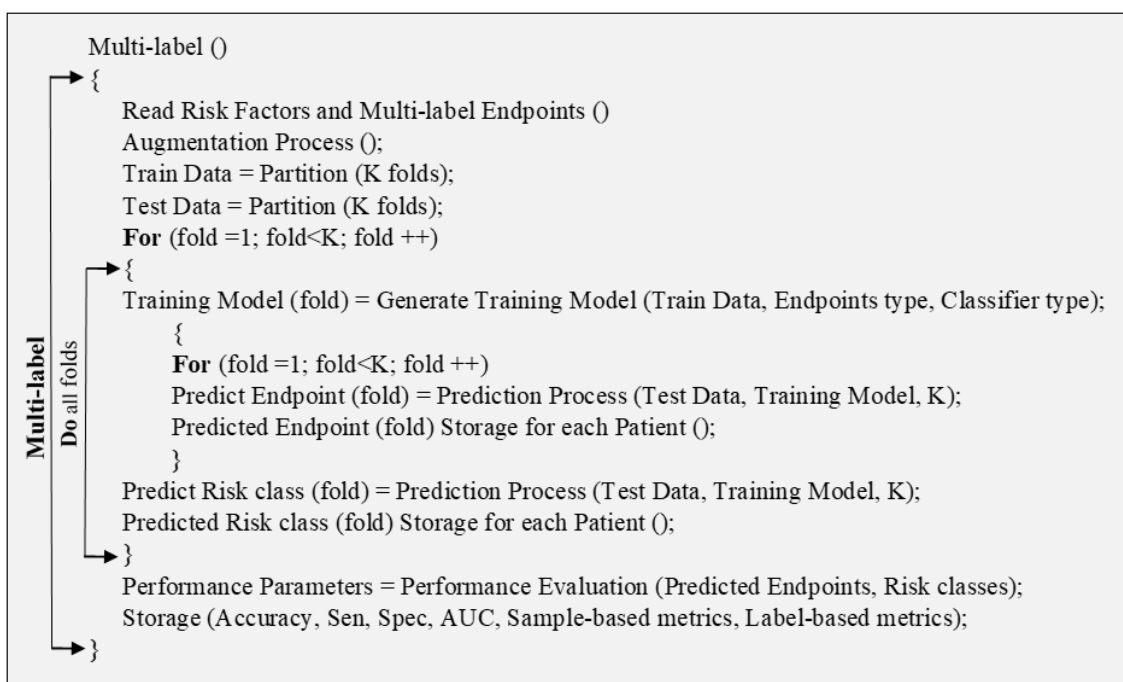 Multi-label ()
{
Read Risk Factors and Multi-label Endpoints ()
Augmentation Process ();
Train Data = Partition (K folds);
Test Data = Partition (K folds);
For (fold =1; fold<K; fold ++)
{
Training Model (fold) = Generate Training Model (Train Data, Endpoints type, Classifier type);
{
For (fold =1; fold<K; fold ++)
Predict Endpoint (fold) = Prediction Process (Test Data, Training Model, K);
Predicted Endpoint (fold) Storage for each Patient ();
}
Predict Risk class (fold) = Prediction Process (Test Data, Training Model, K);
Predicted Risk class (fold) Storage for each Patient ();
}
Performance Parameters = Performance Evaluation (Predicted Endpoints, Risk classes);
Storage (Accuracy, Sen, Spec, AUC, Sample-based metrics, Label-based metrics);
}
Multi-label
Do all folds